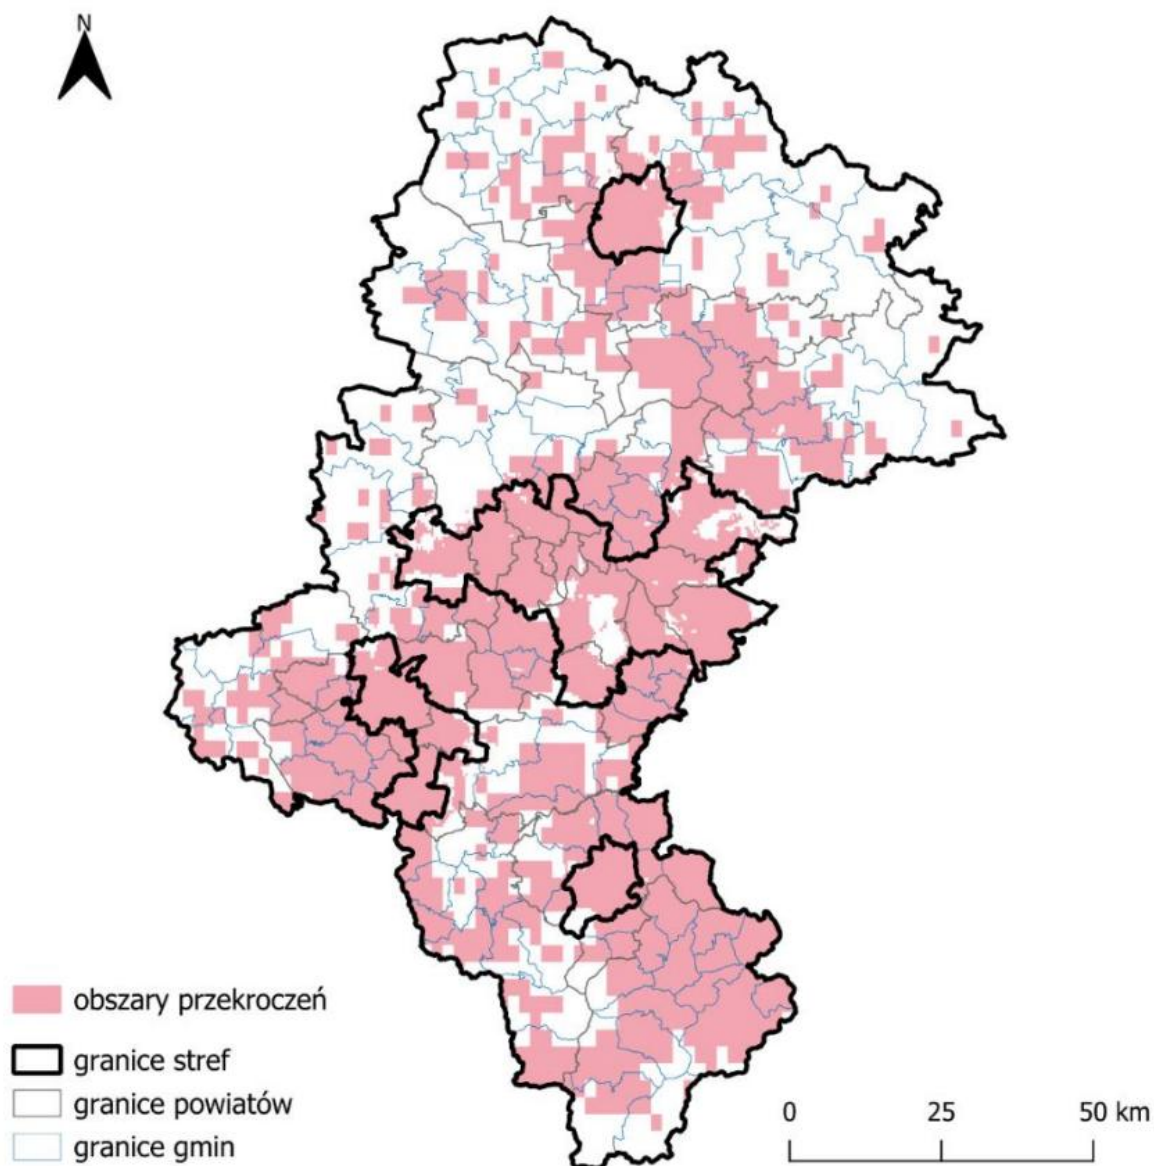 N
obszary przekroczeń
granice stref
granice powiatów
granice gmin
0 25 50 km